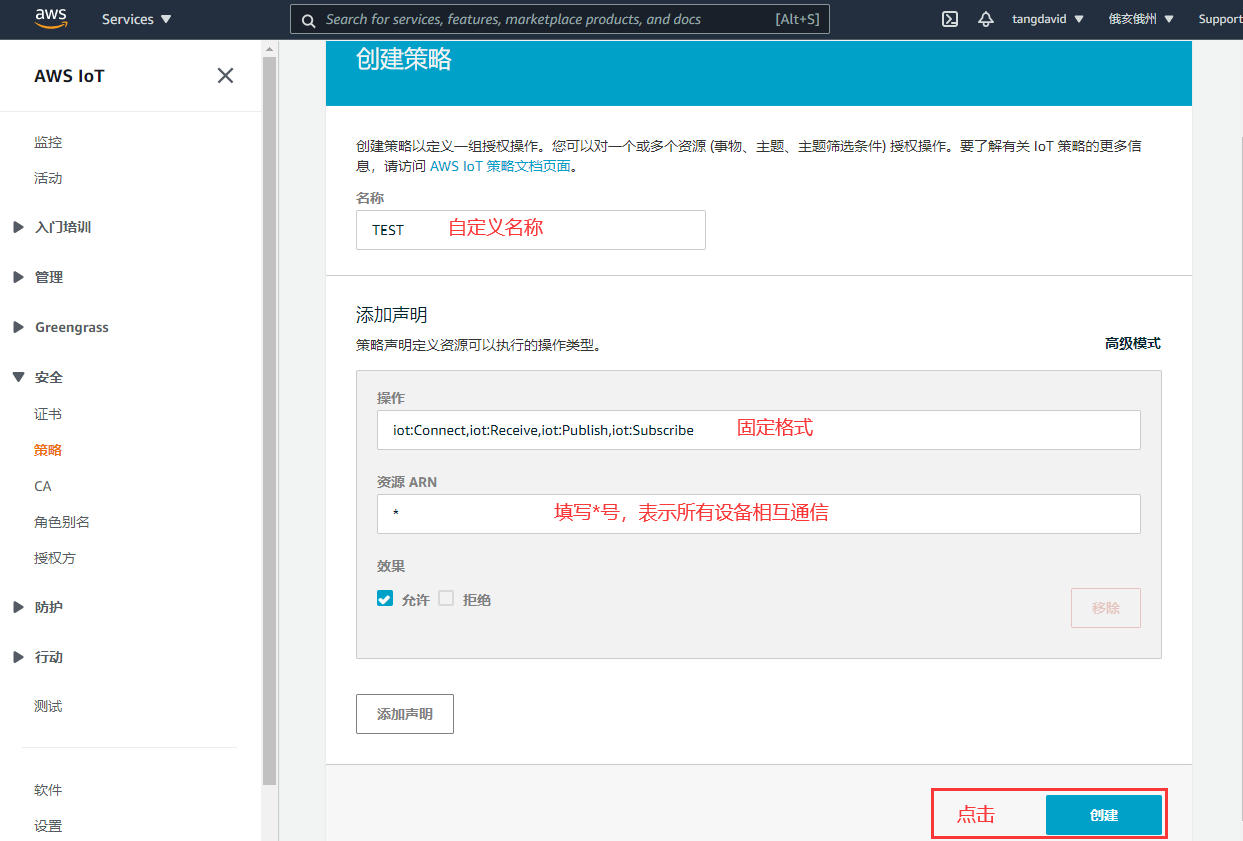 aws
Services
Search for services, features, marketplace products, and docs
[Alt+S]
tangdavid
俄亥俄州
Support
AWS IoT
监控
活动
入门培训
管理
Greengrass
安全
证书
策略
CA
角色别名
授权方
防护
行动
测试
软件
设置
创建策略
创建策略以定义一组授权操作。您可以对一个或多个资源 (事物、主题、主题筛选条件) 授权操作。要了解有关 IoT 策略的更多信
息，请访问 AWS IoT 策略文档页面。
名称
TEST 自定义名称
添加声明
策略声明定义资源可以执行的操作类型。
高级模式
操作
iot:Connect,iot:Receive,iot:Publish,iot:Subscribe 固定格式
资源 ARN
* 填写*号，表示所有设备相互通信
效果
允许 拒绝
移除
添加声明
点击 创建